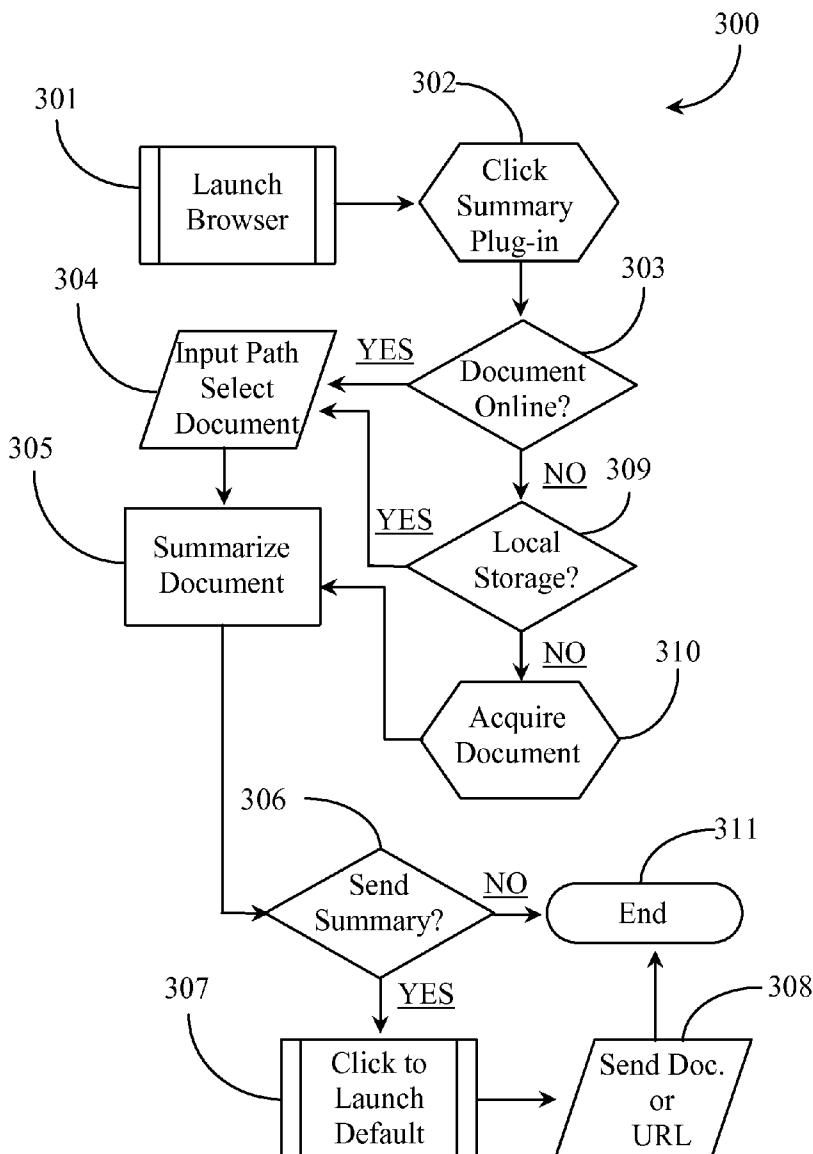 300
301
302
Launch
Browser
Click
Summary
Plug-in
303
304
Input Path
Select
Document
YES
Document
Online?
NO
305
309
Summarize
Document
YES
Local
Storage?
NO
310
Acquire
Document
306
311
Send
Summary?
NO
End
YES
307
308
Click to
Launch
Default
Send Doc.
or
URL